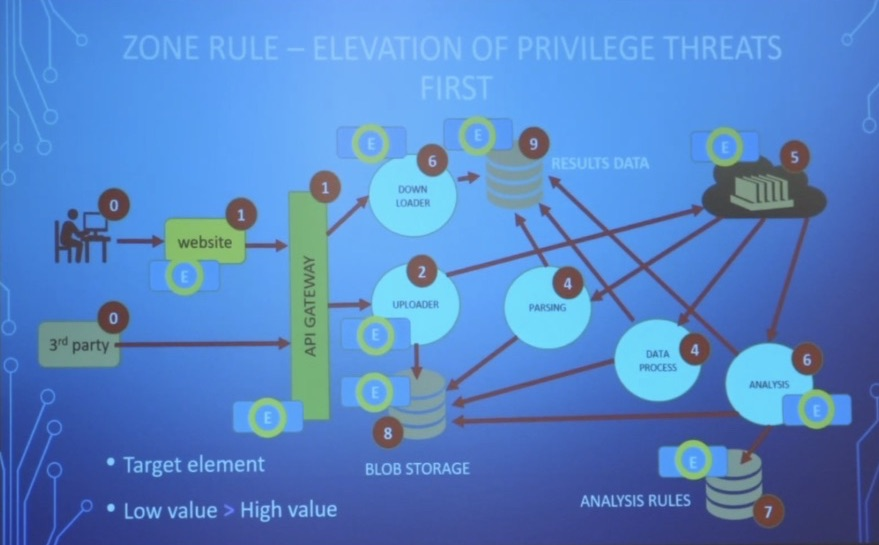 ZONE RULE – ELEVATION OF PRIVILEGE THREATS
FIRST
E
E
9
E
5
6
RESULTS DATA
DOWN
LOADER
0
1
1
website
E
API GATEWAY
2
UPLOADER
E
4
PARSING
0
3rd party
4
DATA
PROCESS
6
ANALYSIS
E
E
8
E
BLOB STORAGE
E
ANALYSIS RULES
7
• Target element
• Low value > High value